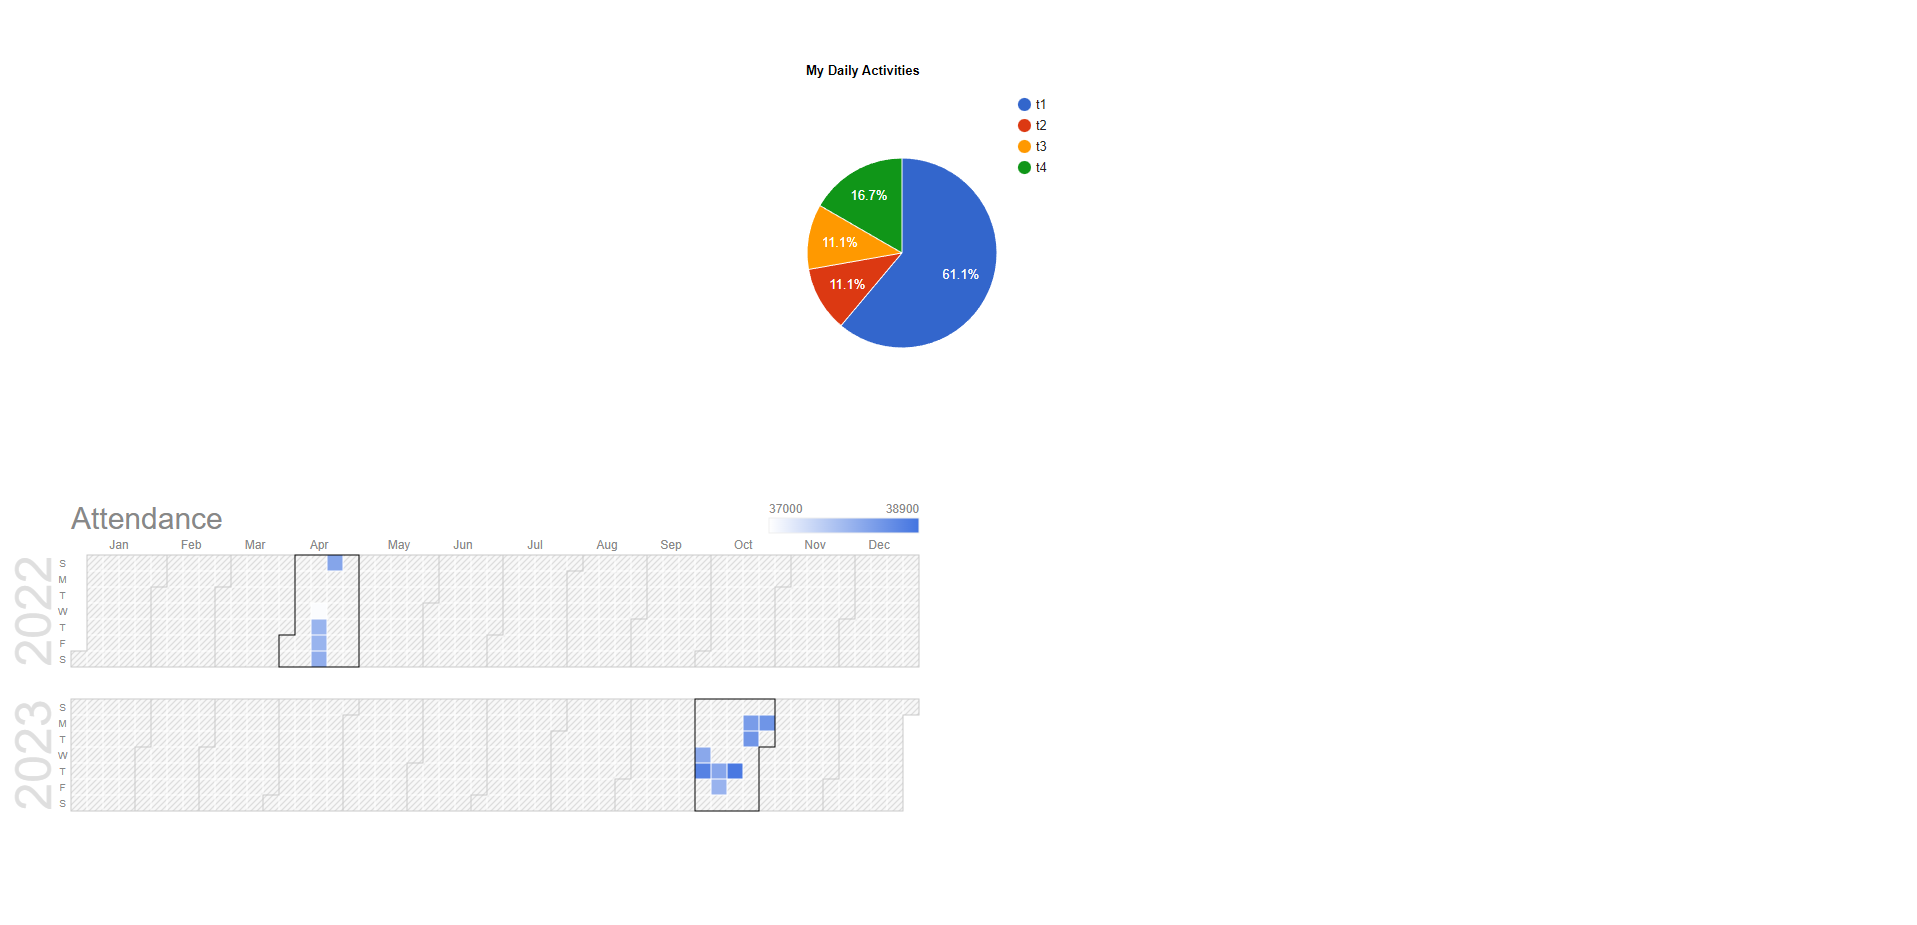 My Daily Activities
t1
t2
t3
t4
16.7%
11.1%
11.1%
61.1%
Attendance
37000 38900
Jan Feb Mar Apr May Jun Jul Aug Sep Oct Nov Dec
2022
S
M
T
W
T
F
S
2023
S
M
T
W
T
F
S